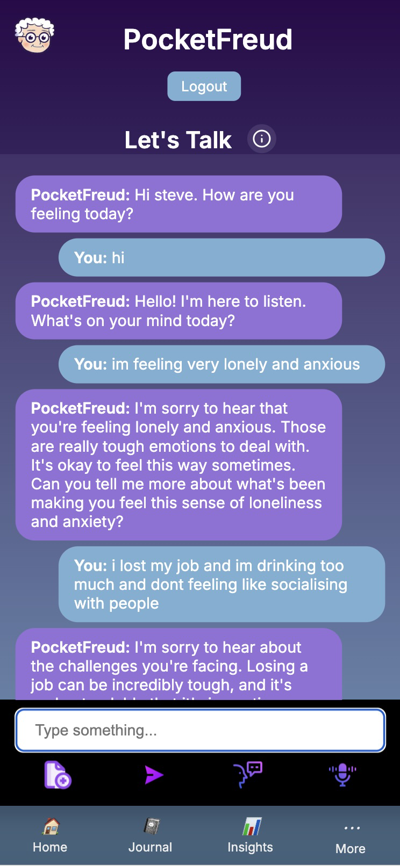 PocketFreud
Logout
Let's Talk
PocketFreud: Hi steve. How are you
feeling today?
You: hi
PocketFreud: Hello! I'm here to listen.
What's on your mind today?
You: im feeling very lonely and anxious
PocketFreud: I'm sorry to hear that
you're feeling lonely and anxious. Those
are really tough emotions to deal with.
It's okay to feel this way sometimes.
Can you tell me more about what's been
making you feel this sense of loneliness
and anxiety?
You: i lost my job and im drinking too
much and dont feeling like socialising
with people
PocketFreud: I'm sorry to hear about
the challenges you're facing. Losing a
job can be incredibly tough, and it's
Type something...
Home Journal Insights More